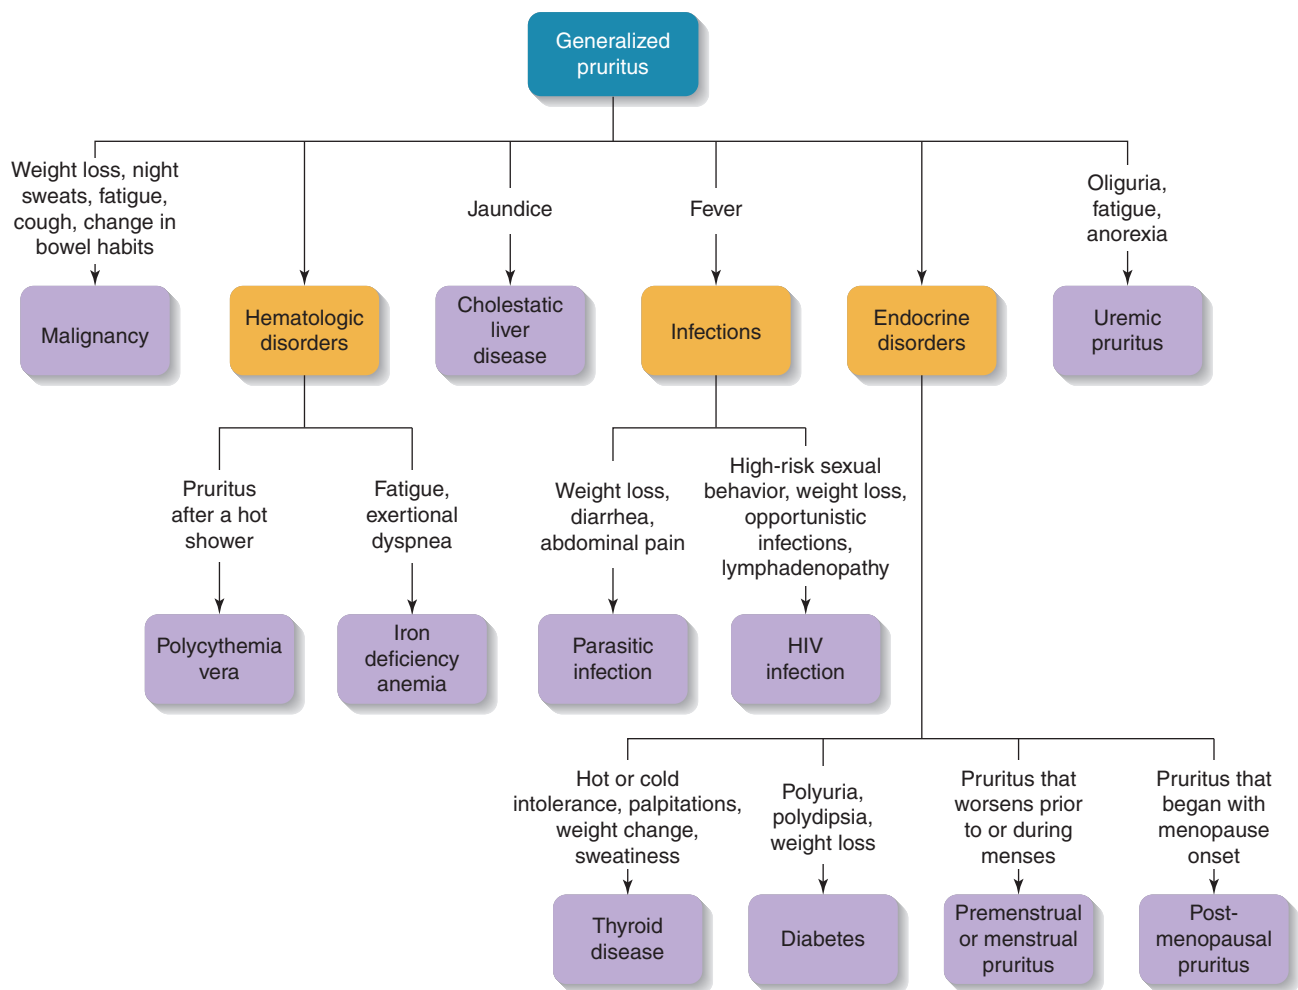 Generalized
pruritus
Weight loss, night
sweats, fatigue,
cough, change in
bowel habits
Jaundice
Fever
Oliguria,
fatigue,
anorexia
Malignancy
Hematologic
disorders
Cholestatic
liver
disease
Infections
Endocrine
disorders
Uremic
pruritus
Pruritus
after a hot
shower
Fatigue,
exertional
dyspnea
Weight loss,
diarrhea,
abdominal pain
High-risk sexual
behavior, weight loss,
opportunistic
infections,
lymphadenopathy
Polycythemia
vera
Iron
deficiency
anemia
Parasitic
infection
HIV
infection
Hot or cold
intolerance, palpitations,
weight change,
sweatiness
Polyuria,
polydipsia,
weight loss
Pruritus that
worsens prior
to or during
menses
Pruritus that
began with
menopause
onset
Thyroid
disease
Diabetes
Premenstrual
or menstrual
pruritus
Post-
menopausal
pruritus